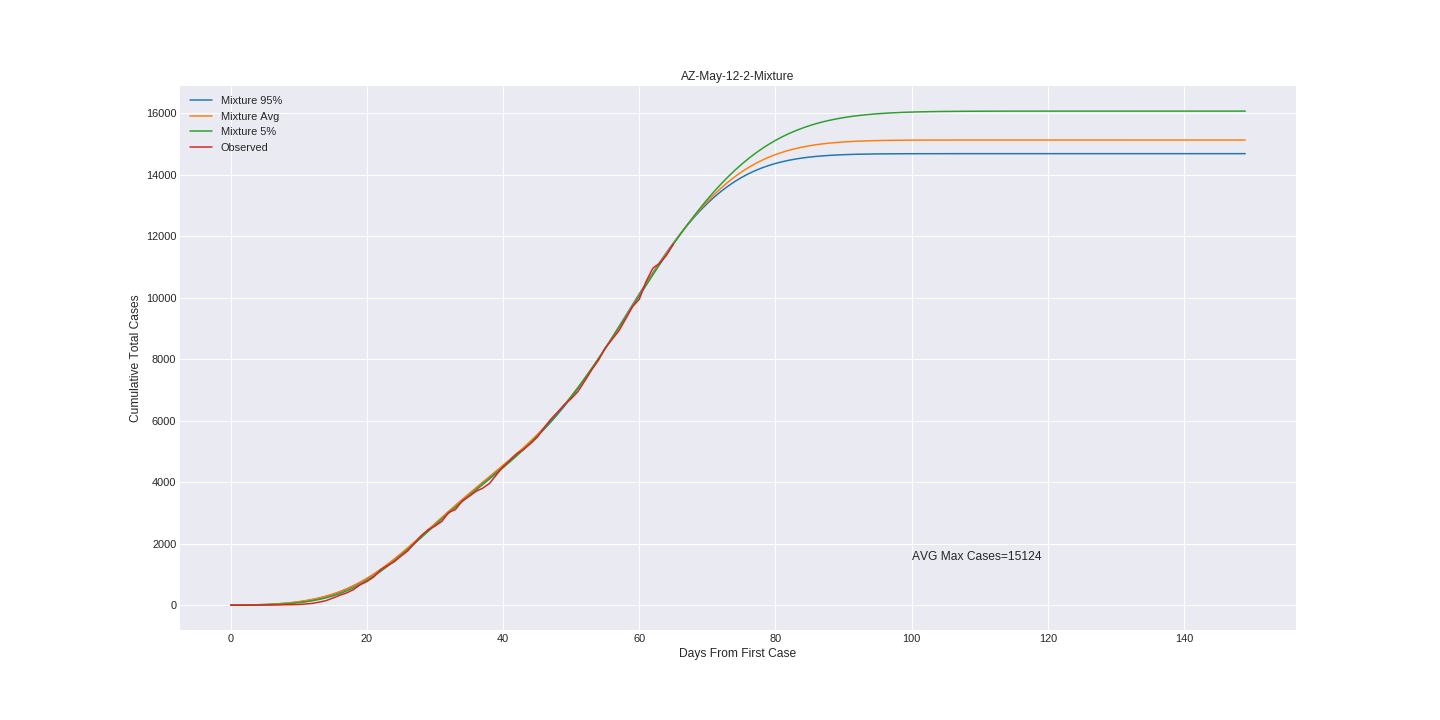 AZ-May-12-2-Mixture
Mixture 95%
Mixture Avg
Mixture 5%
Observed
16000
14000
12000
10000
8000
6000
4000
2000
0
Cumulative Total Cases
AVG Max Cases=15124
0 20 40 60 80 100 120 140
Days From First Case